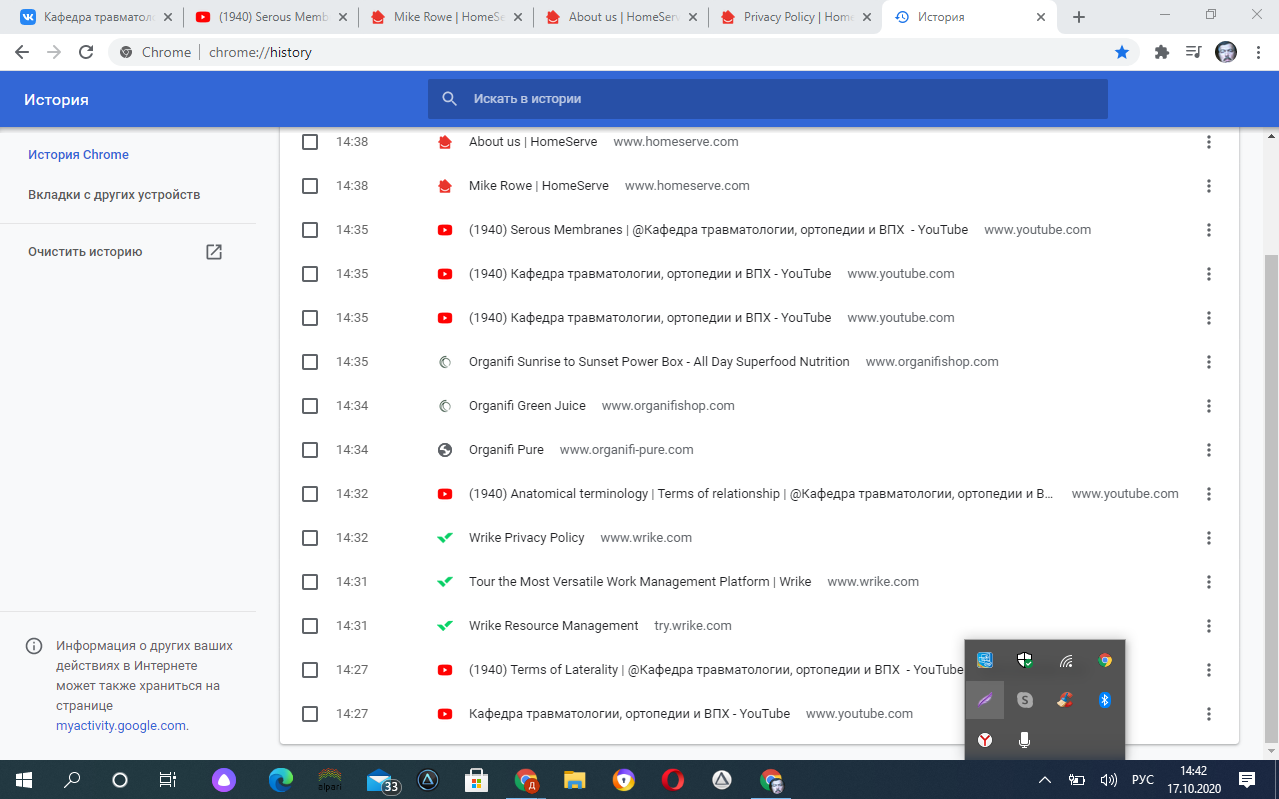 Кафедра травматоло
(1940) Serous Memb
Mike Rowe | HomeSe
About us | HomeServ
Privacy Policy | Home
История
Chrome
chrome://history
История
Искать в истории
История Chrome
Вкладки с других устройств
Очистить историю
14:38 About us | HomeServe www.homeserve.com
14:38 Mike Rowe | HomeServe www.homeserve.com
14:35 (1940) Serous Membranes | @Кафедра травматологии, ортопедии и ВПХ - YouTube www.youtube.com
14:35 (1940) Кафедра травматологии, ортопедии и ВПХ - YouTube www.youtube.com
14:35 (1940) Кафедра травматологии, ортопедии и ВПХ - YouTube www.youtube.com
14:35 Organifi Sunrise to Sunset Power Box - All Day Superfood Nutrition www.organifishop.com
14:34 Organifi Green Juice www.organifishop.com
14:34 Organifi Pure www.organifi-pure.com
14:32 (1940) Anatomical terminology | Terms of relationship | @Кафедра травматологии, ортопедии и В... www.youtube.com
14:32 Wrike Privacy Policy www.wrike.com
14:31 Tour the Most Versatile Work Management Platform | Wrike www.wrike.com
14:31 Wrike Resource Management try.wrike.com
14:27 (1940) Terms of Laterality | @Кафедра травматологии, ортопедии и ВПХ - YouTube
14:27 Кафедра травматологии, ортопедии и ВПХ - YouTube www.youtube.com
Информация о других ваших
действиях в Интернете
может также храниться на
странице
myactivity.google.com.
alpari
33
Д
РУС
14:42
17.10.2020